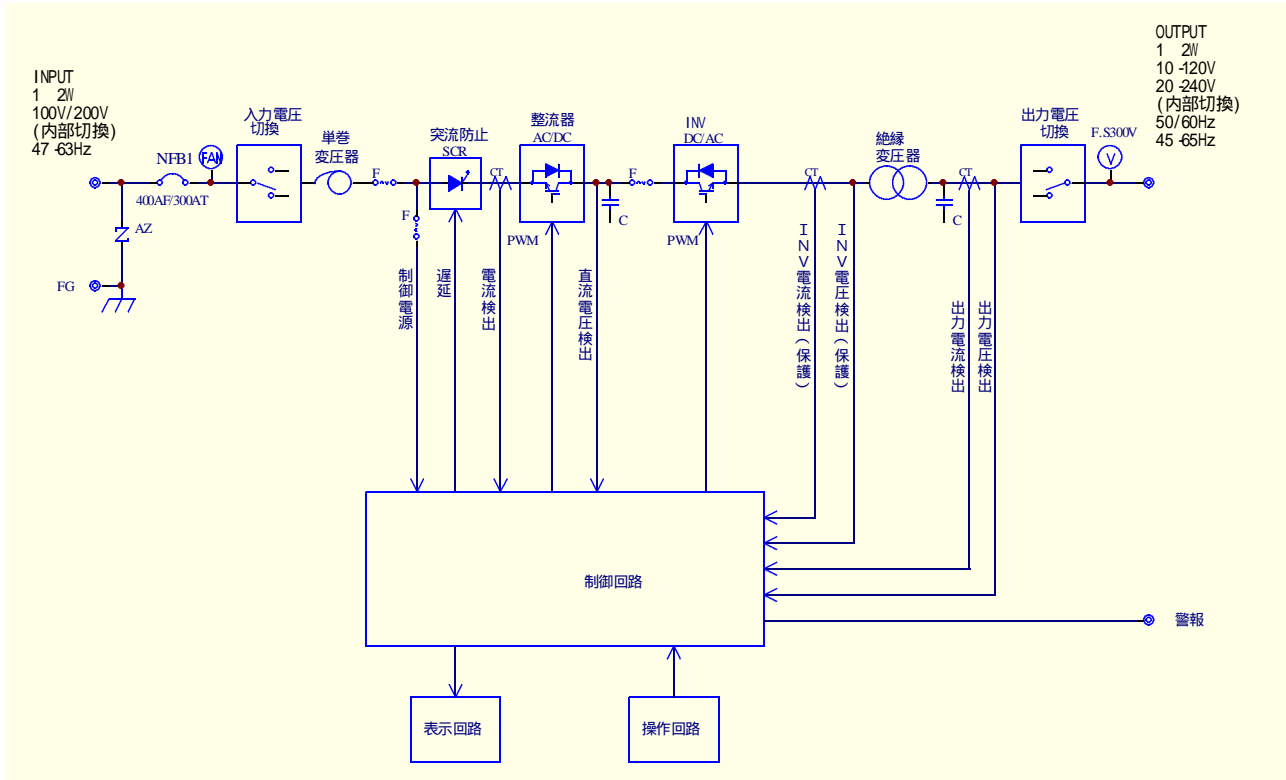 INPUT
1 2W
100V/200V
(内部切換)
47-63Hz
NFB1
FAN
400AF/300AT
AZ
FG
入力電圧
切換
単巻
変圧器
F
F
突流防止
SCR
CT
整流器
AC/DC
PWM
F
C
INV
DC/AC
PWM
CT
絶縁
変圧器
CT
C
出力電圧
切換
F.S300V
V
OUTPUT
1 2W
10-120V
20-240V
(内部切換)
50/60Hz
45-65Hz
制御電源
遅延
電流検出
直流電圧検出
INV電流検出(保護)
INV電圧検出(保護)
出力電流検出
出力電圧検出
制御回路
警報
表示回路
操作回路